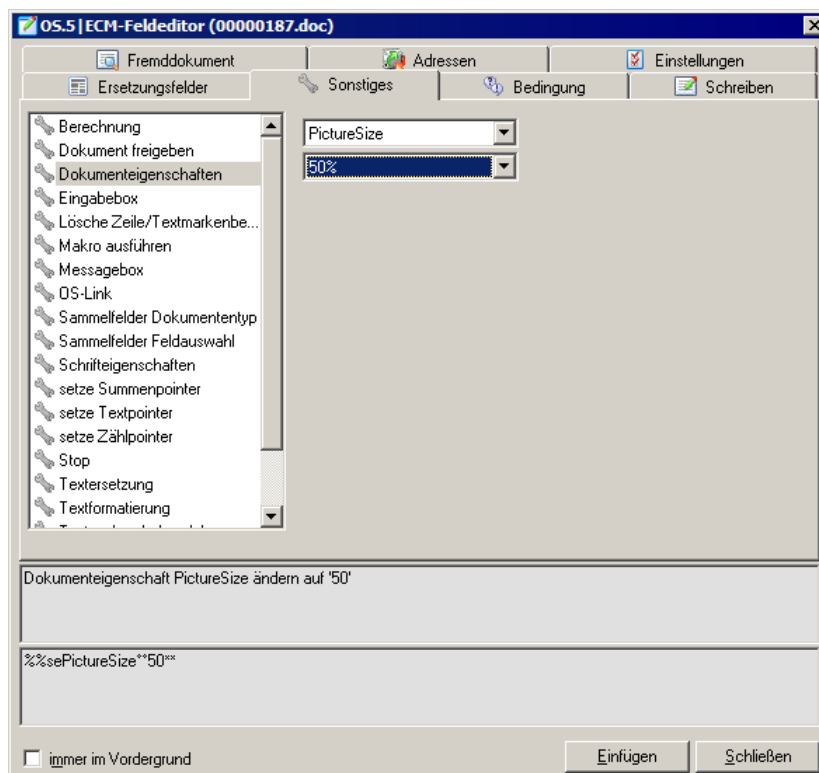 OS.5|ECM-Feldeditor (00000187.doc)
Fremddokument
Adressen
Einstellungen
Ersetzungsfelder
Sonstiges
Bedingung
Schreiben
Berechnung
Dokument freigeben
Dokumenteigenschaften
Eingabebox
Lösche Zeile/Textmarkenbe...
Makro ausführen
Messagebox
OS-Link
Sammelfelder Dokumententyp
Sammelfelder Feldauswahl
Schrifteigenschaften
setze Summenpointer
setze Textpointer
setze Zählpointer
Stop
Textersetzung
Textformatierung
PictureSize
50%
Dokumenteigenschaft PictureSize ändern auf '50'
%%sePictureSize**50**
immer im Vordergrund
Einfügen
Schließen